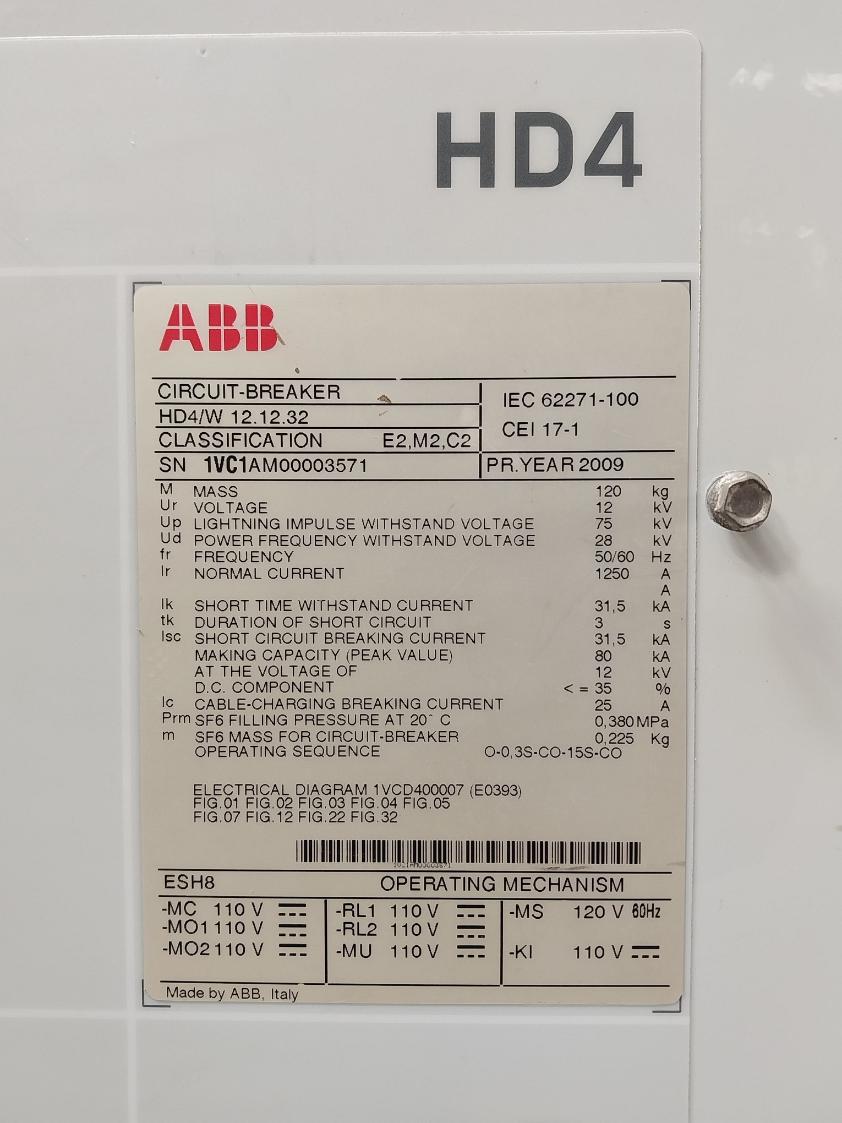 HD4
ABB
CIRCUIT-BREAKER
HD4/W 12.12.32
CLASSIFICATION E2,M2,C2
IEC 62271-100
CEI 17-1
SN 1VC1AM00003571 PR.YEAR 2009
M MASS 120 kg
Ur VOLTAGE 12 kV
Up LIGHTNING IMPULSE WITHSTAND VOLTAGE 75 kV
Ud POWER FREQUENCY WITHSTAND VOLTAGE 28 kV
fr FREQUENCY 50/60 Hz
Ir NORMAL CURRENT 1250 A
A
Ik SHORT TIME WITHSTAND CURRENT 31,5 kA
tk DURATION OF SHORT CIRCUIT 3 s
Isc SHORT CIRCUIT BREAKING CURRENT 31,5 kA
MAKING CAPACITY (PEAK VALUE) 80 kA
AT THE VOLTAGE OF 12 kV
D.C. COMPONENT <= 35 %
Ic CABLE-CHARGING BREAKING CURRENT 25 A
Prm SF6 FILLING PRESSURE AT 20° C 0,380 MPa
m SF6 MASS FOR CIRCUIT-BREAKER 0,225 Kg
OPERATING SEQUENCE O-0,3S-CO-15S-CO
ELECTRICAL DIAGRAM 1VCD400007 (E0393)
FIG.01 FIG.02 FIG.03 FIG.04 FIG.05
FIG.07 FIG.12 FIG.22 FIG.32
ESH8 OPERATING MECHANISM
-MC 110 V -RL1 110 V -MS 120 V 60Hz
-MO1 110 V -RL2 110 V
-MO2 110 V -MU 110 V -KI 110 V
Made by ABB, Italy